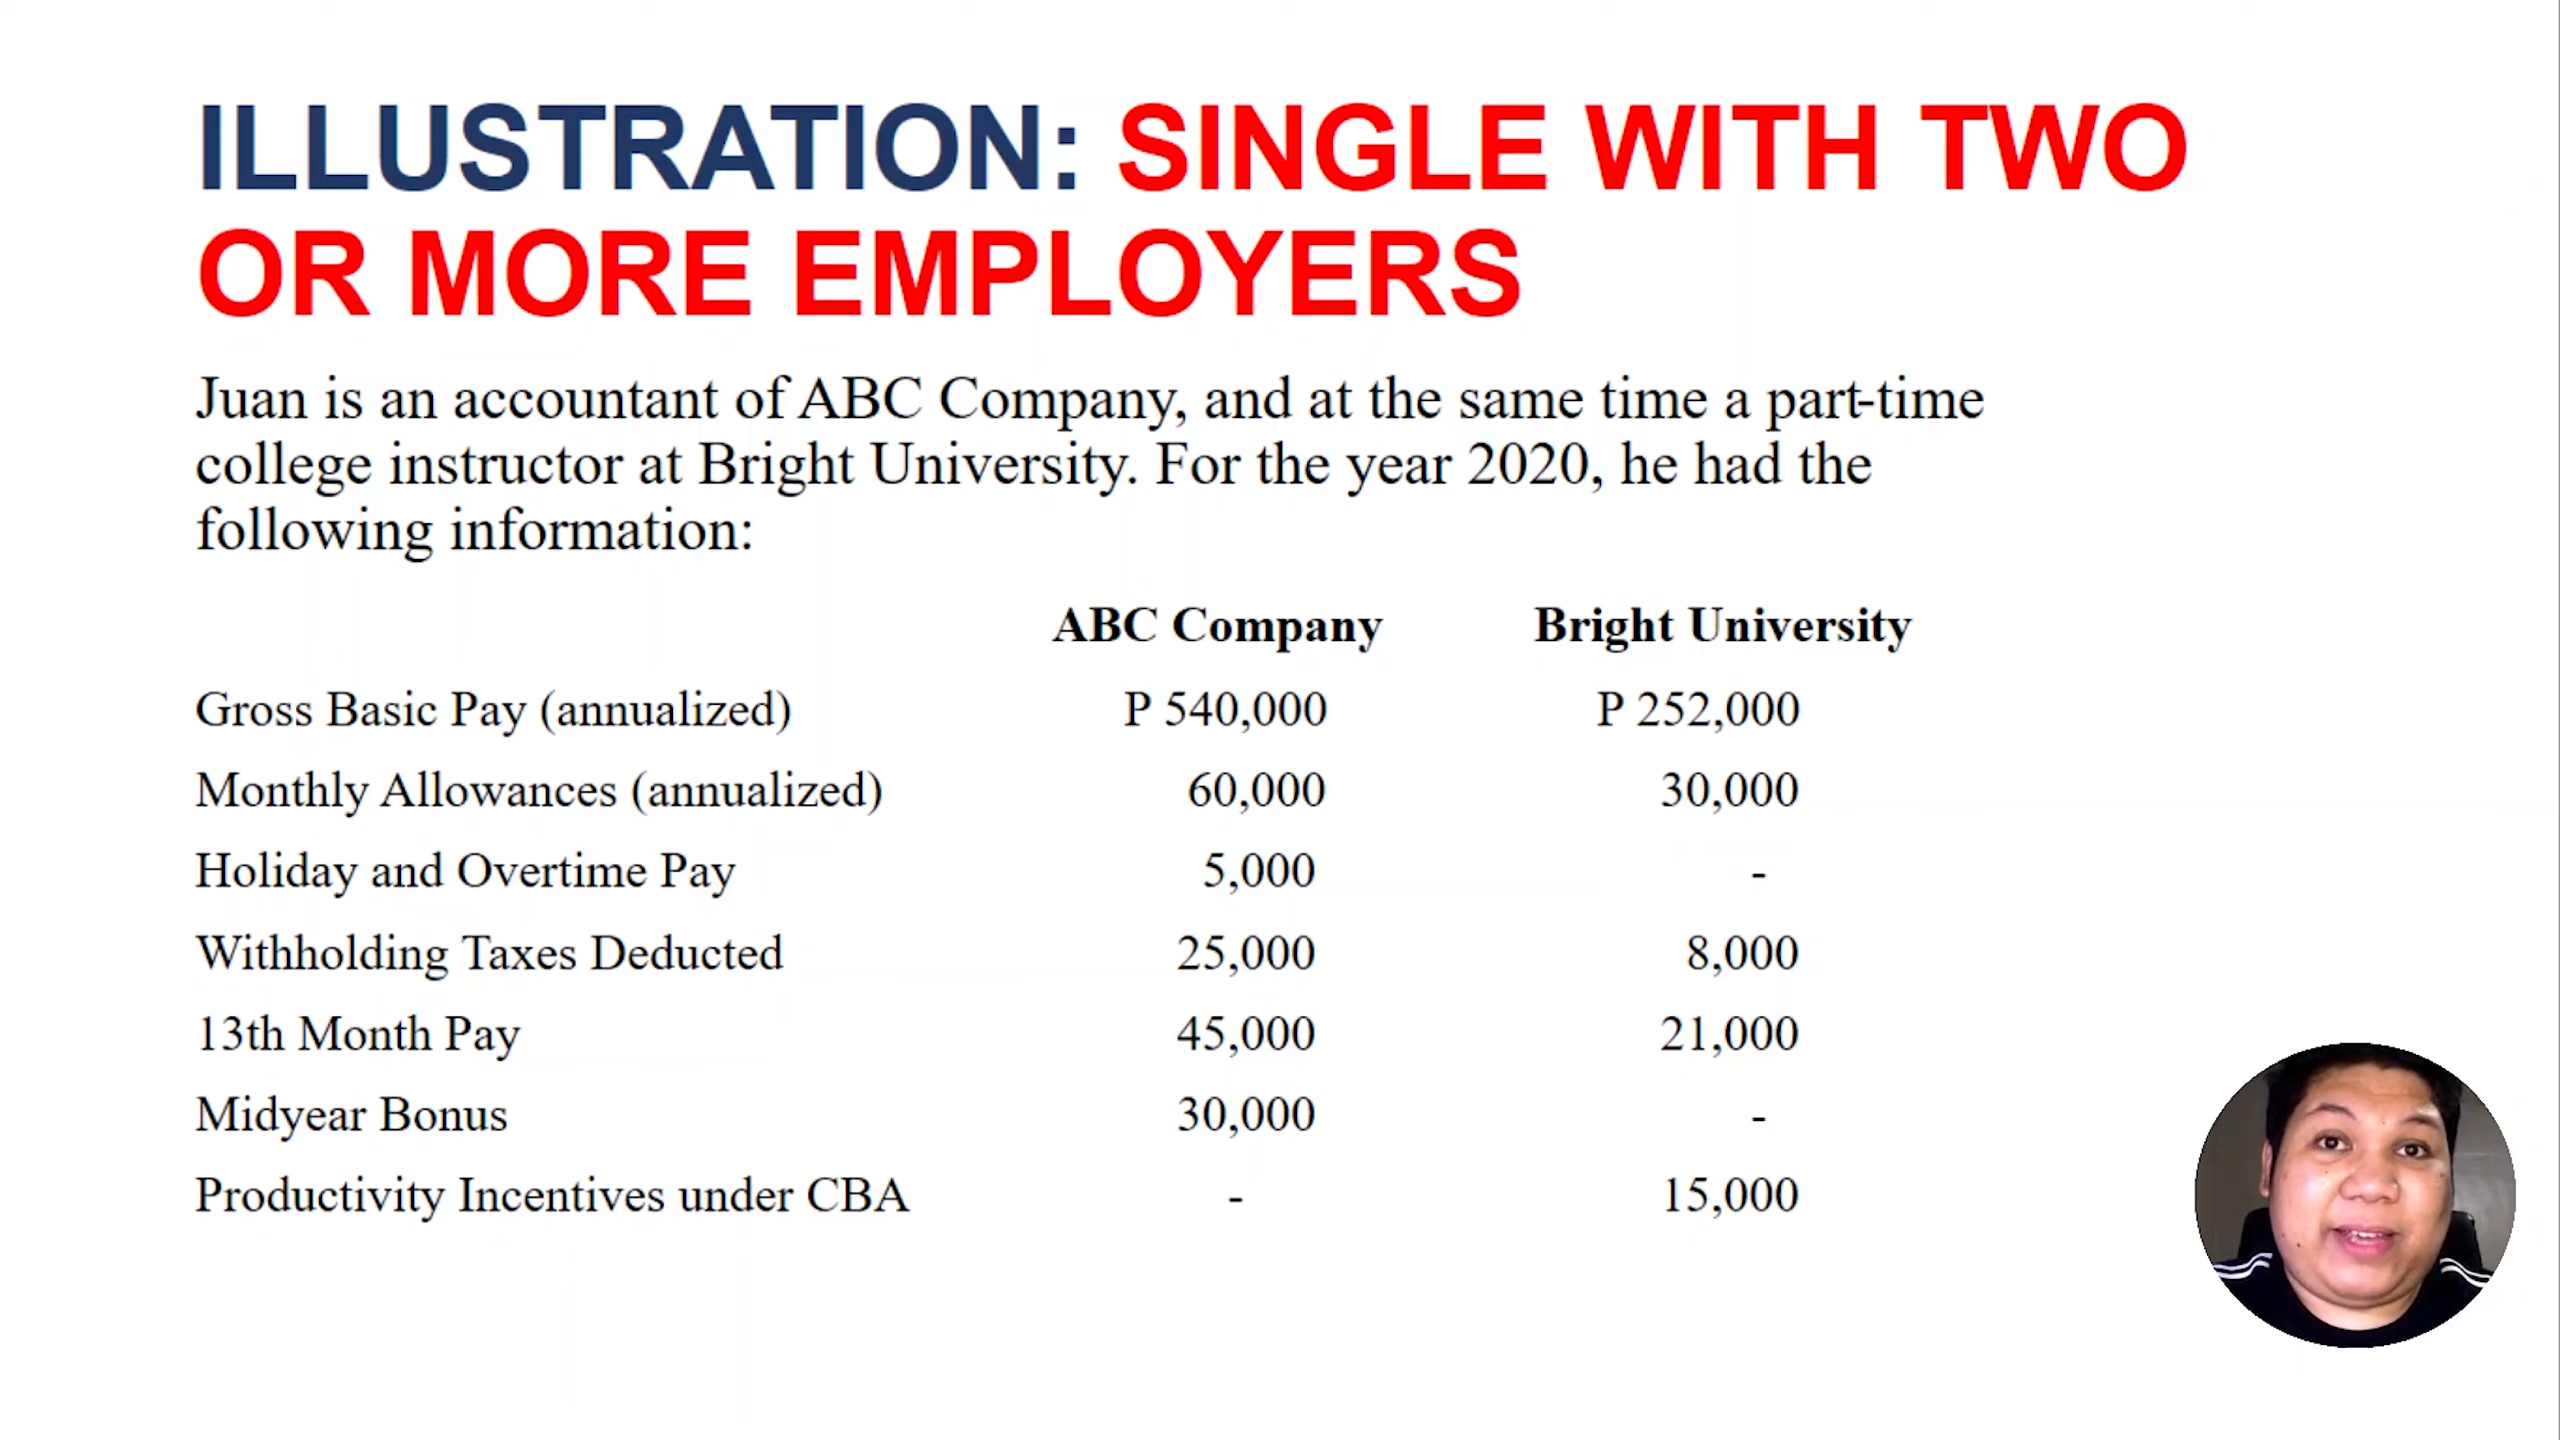 ILLUSTRATION: SINGLE WITH TWO
OR MORE EMPLOYERS
Juan is an accountant of ABC Company, and at the same time a part-time
college instructor at Bright University. For the year 2020, he had the
following information:
ABC Company Bright University
Gross Basic Pay (annualized) P 540,000 P 252,000
Monthly Allowances (annualized) 60,000 30,000
Holiday and Overtime Pay 5,000 -
Withholding Taxes Deducted 25,000 8,000
13th Month Pay 45,000 21,000
Midyear Bonus 30,000 -
Productivity Incentives under CBA - 15,000